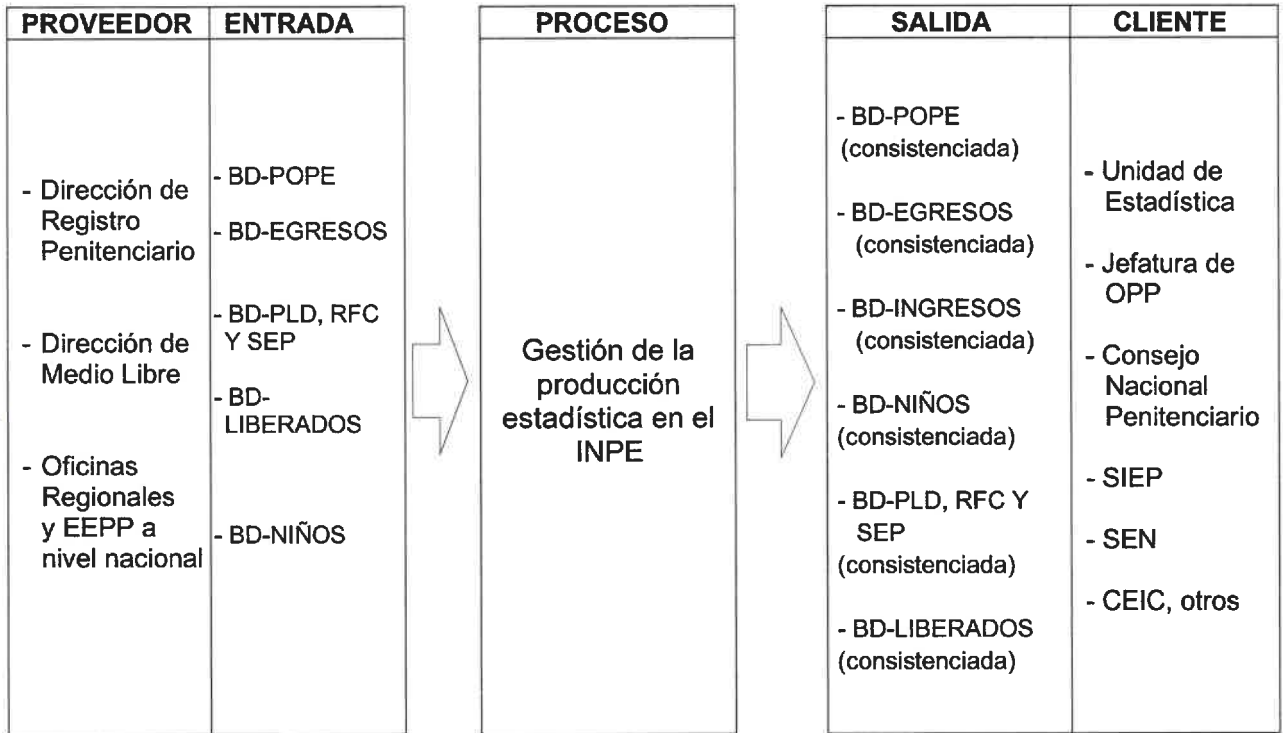 PROVEEDOR
ENTRADA
PROCESO
SALIDA
CLIENTE
- Dirección de
Registro
Penitenciario
- Dirección de
Medio Libre
- Oficinas
Regionales
y EEPP a
nivel nacional
- BD-POPE
- BD-EGRESOS
- BD-PLD, RFC
Y SEP
- BD-
LIBERADOS
- BD-NIÑOS
Gestión de la
producción
estadística en el
INPE
- BD-POPE
(consistenciada)
- BD-EGRESOS
(consistenciada)
- BD-INGRESOS
(consistenciada)
- BD-NIÑOS
(consistenciada)
- BD-PLD, RFC Y
SEP
(consistenciada)
- BD-LIBERADOS
(consistenciada)
- Unidad de
Estadística
- Jefatura de
OPP
- Consejo
Nacional
Penitenciario
- SIEP
- SEN
- CEIC, otros